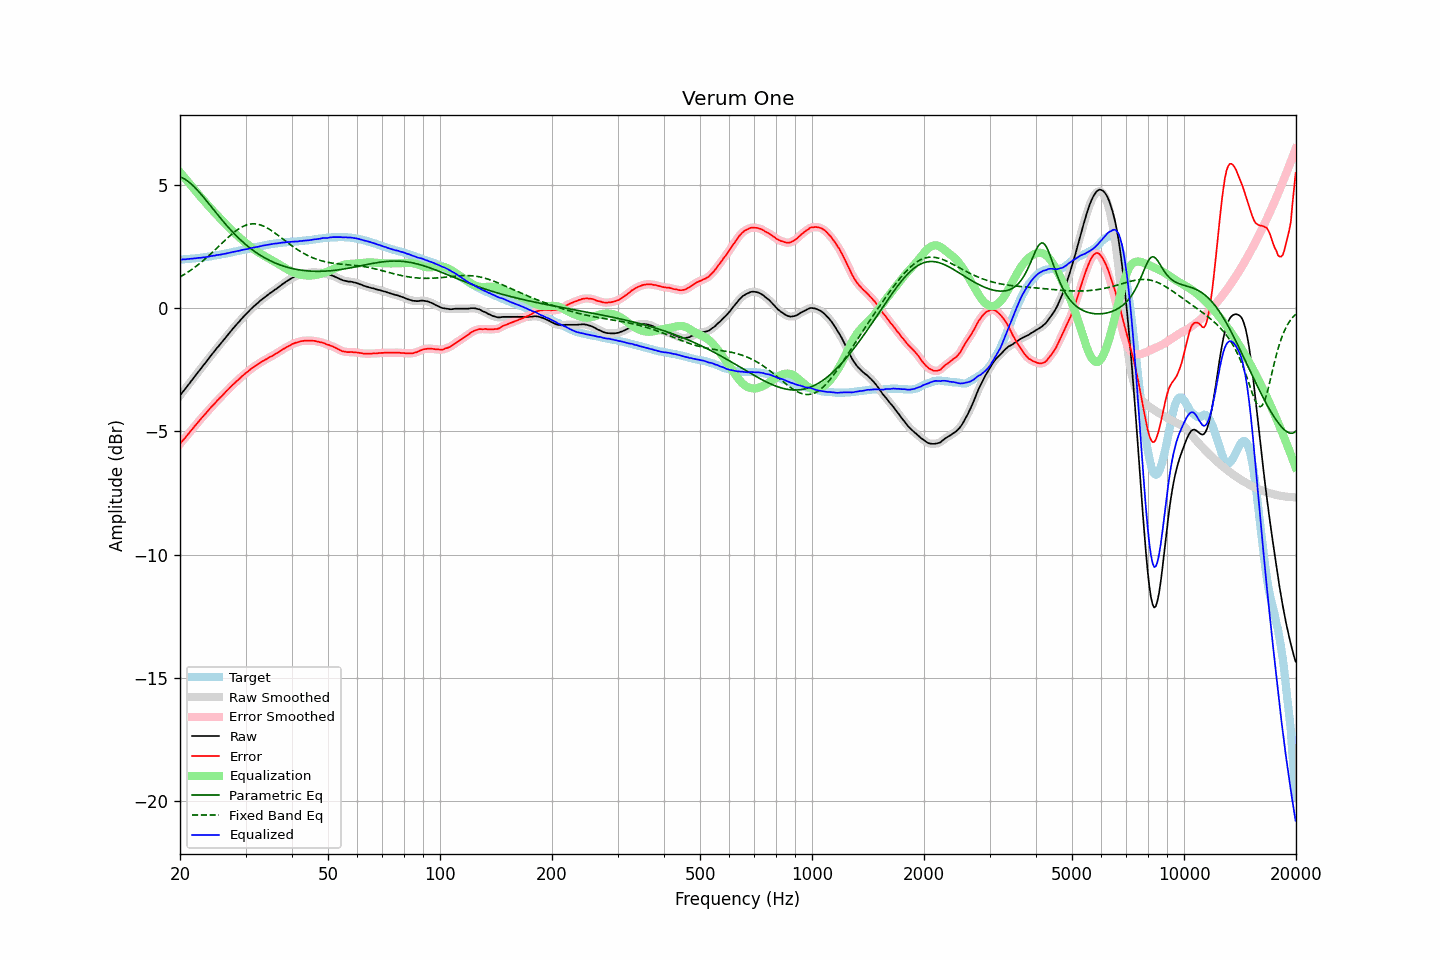 Verum One
Amplitude (dBr)
5
0
−5
−10
−15
−20
Target
Raw Smoothed
Error Smoothed
Raw
Error
Equalization
Parametric Eq
Fixed Band Eq
Equalized
20 50 100 200 500 1000 2000 5000 10000 20000
Frequency (Hz)